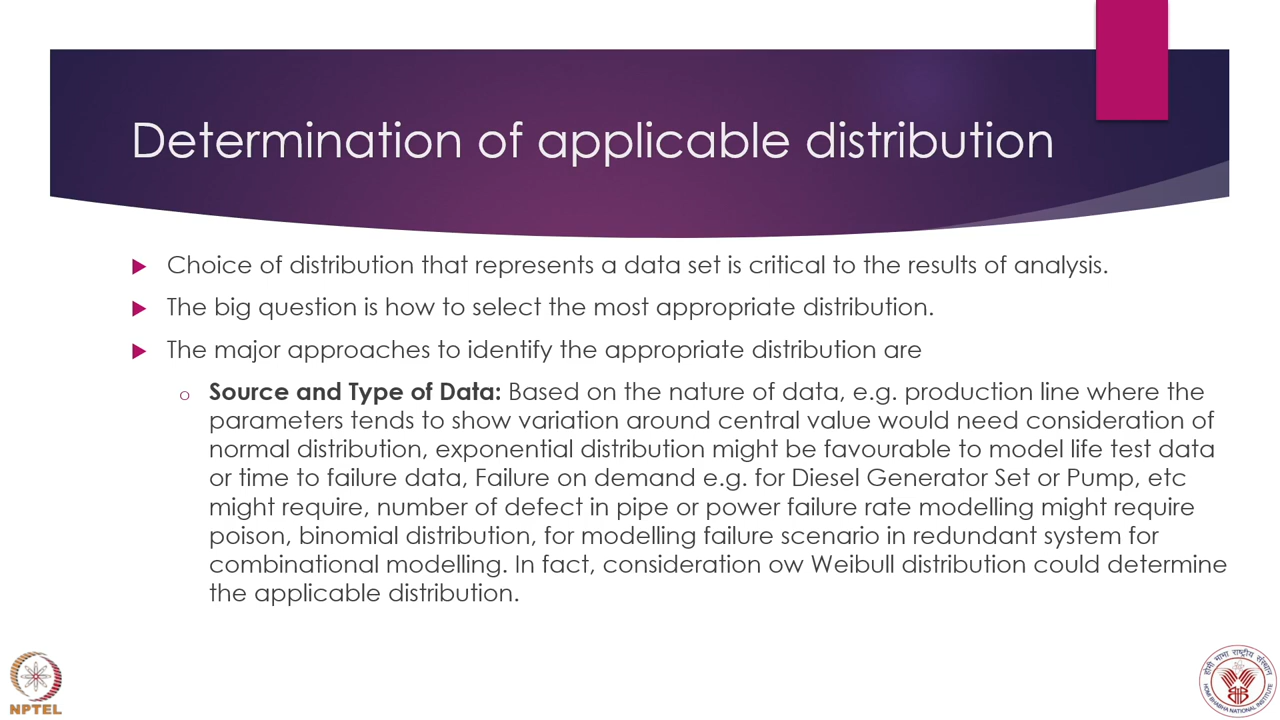 Determination of applicable distribution
Choice of distribution that represents a data set is critical to the results of analysis.
The big question is how to select the most appropriate distribution.
The major approaches to identify the appropriate distribution are
Source and Type of Data: Based on the nature of data, e.g. production line where the
parameters tends to show variation around central value would need consideration of
normal distribution, exponential distribution might be favourable to model life test data
or time to failure data, Failure on demand e.g. for Diesel Generator Set or Pump, etc
might require, number of defect in pipe or power failure rate modelling might require
poison, binomial distribution, for modelling failure scenario in redundant system for
combinational modelling. In fact, consideration ow Weibull distribution could determine
the applicable distribution.
NPTEL
होमी भाभा राष्ट्रीय संस्थान
HOMI BHABHA NATIONAL INSTITUTE